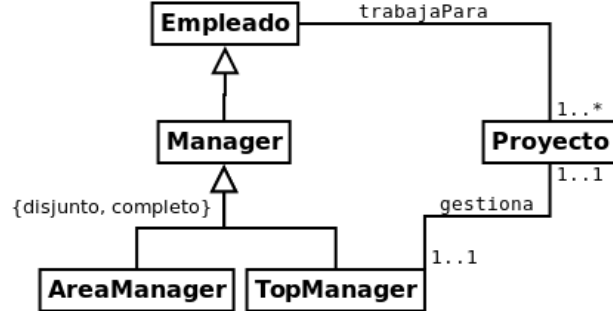 Empleado
trabajaPara
1..*
Manager
Proyecto
1..1
{disjunto, completo}
gestiona
1..1
AreaManager
TopManager